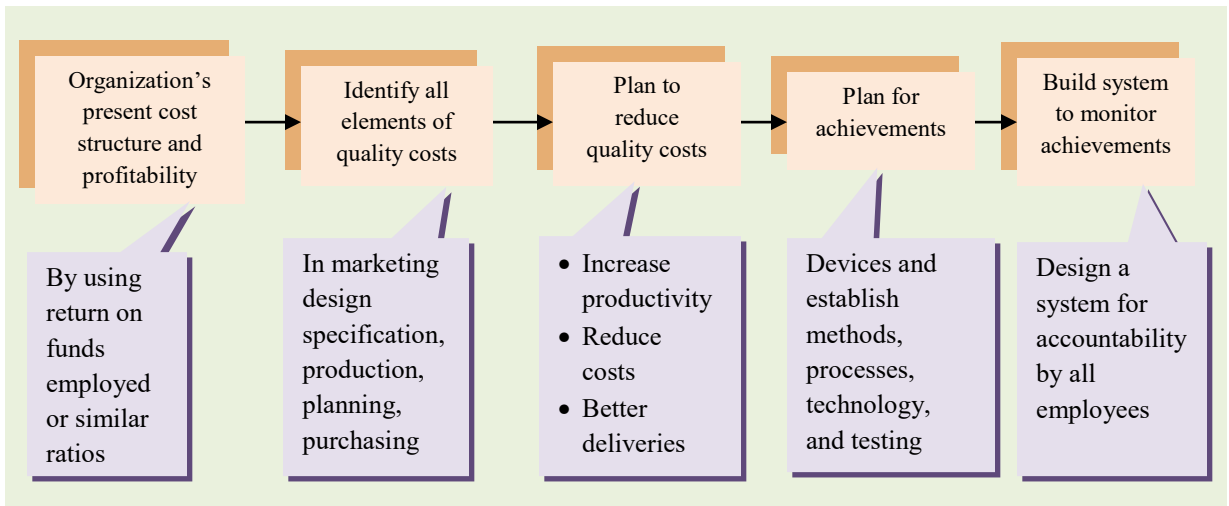 Organization’s
present cost
structure and
profitability
Identify all
elements of
quality costs
Plan to
reduce
quality costs
Plan for
achievements
Build system
to monitor
achievements
By using
return on
funds
employed
or similar
ratios
In marketing
design
specification,
production,
planning,
purchasing
• Increase
productivity
• Reduce
costs
• Better
deliveries
Devices and
establish
methods,
processes,
technology,
and testing
Design a
system for
accountability
by all
employees